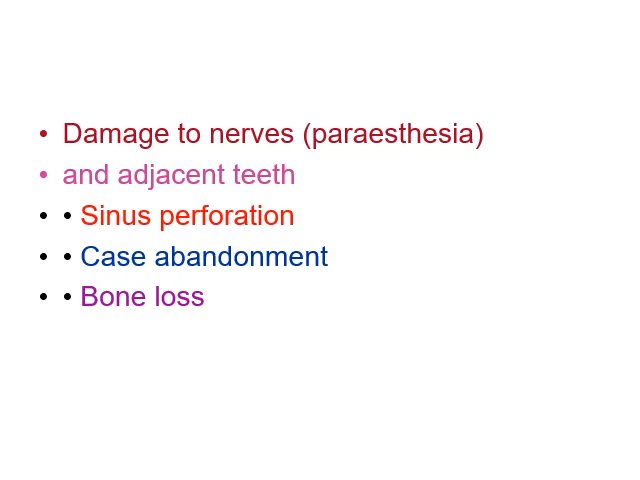 • Damage to nerves (paraesthesia)
• and adjacent teeth
• • Sinus perforation
• • Case abandonment
• • Bone loss